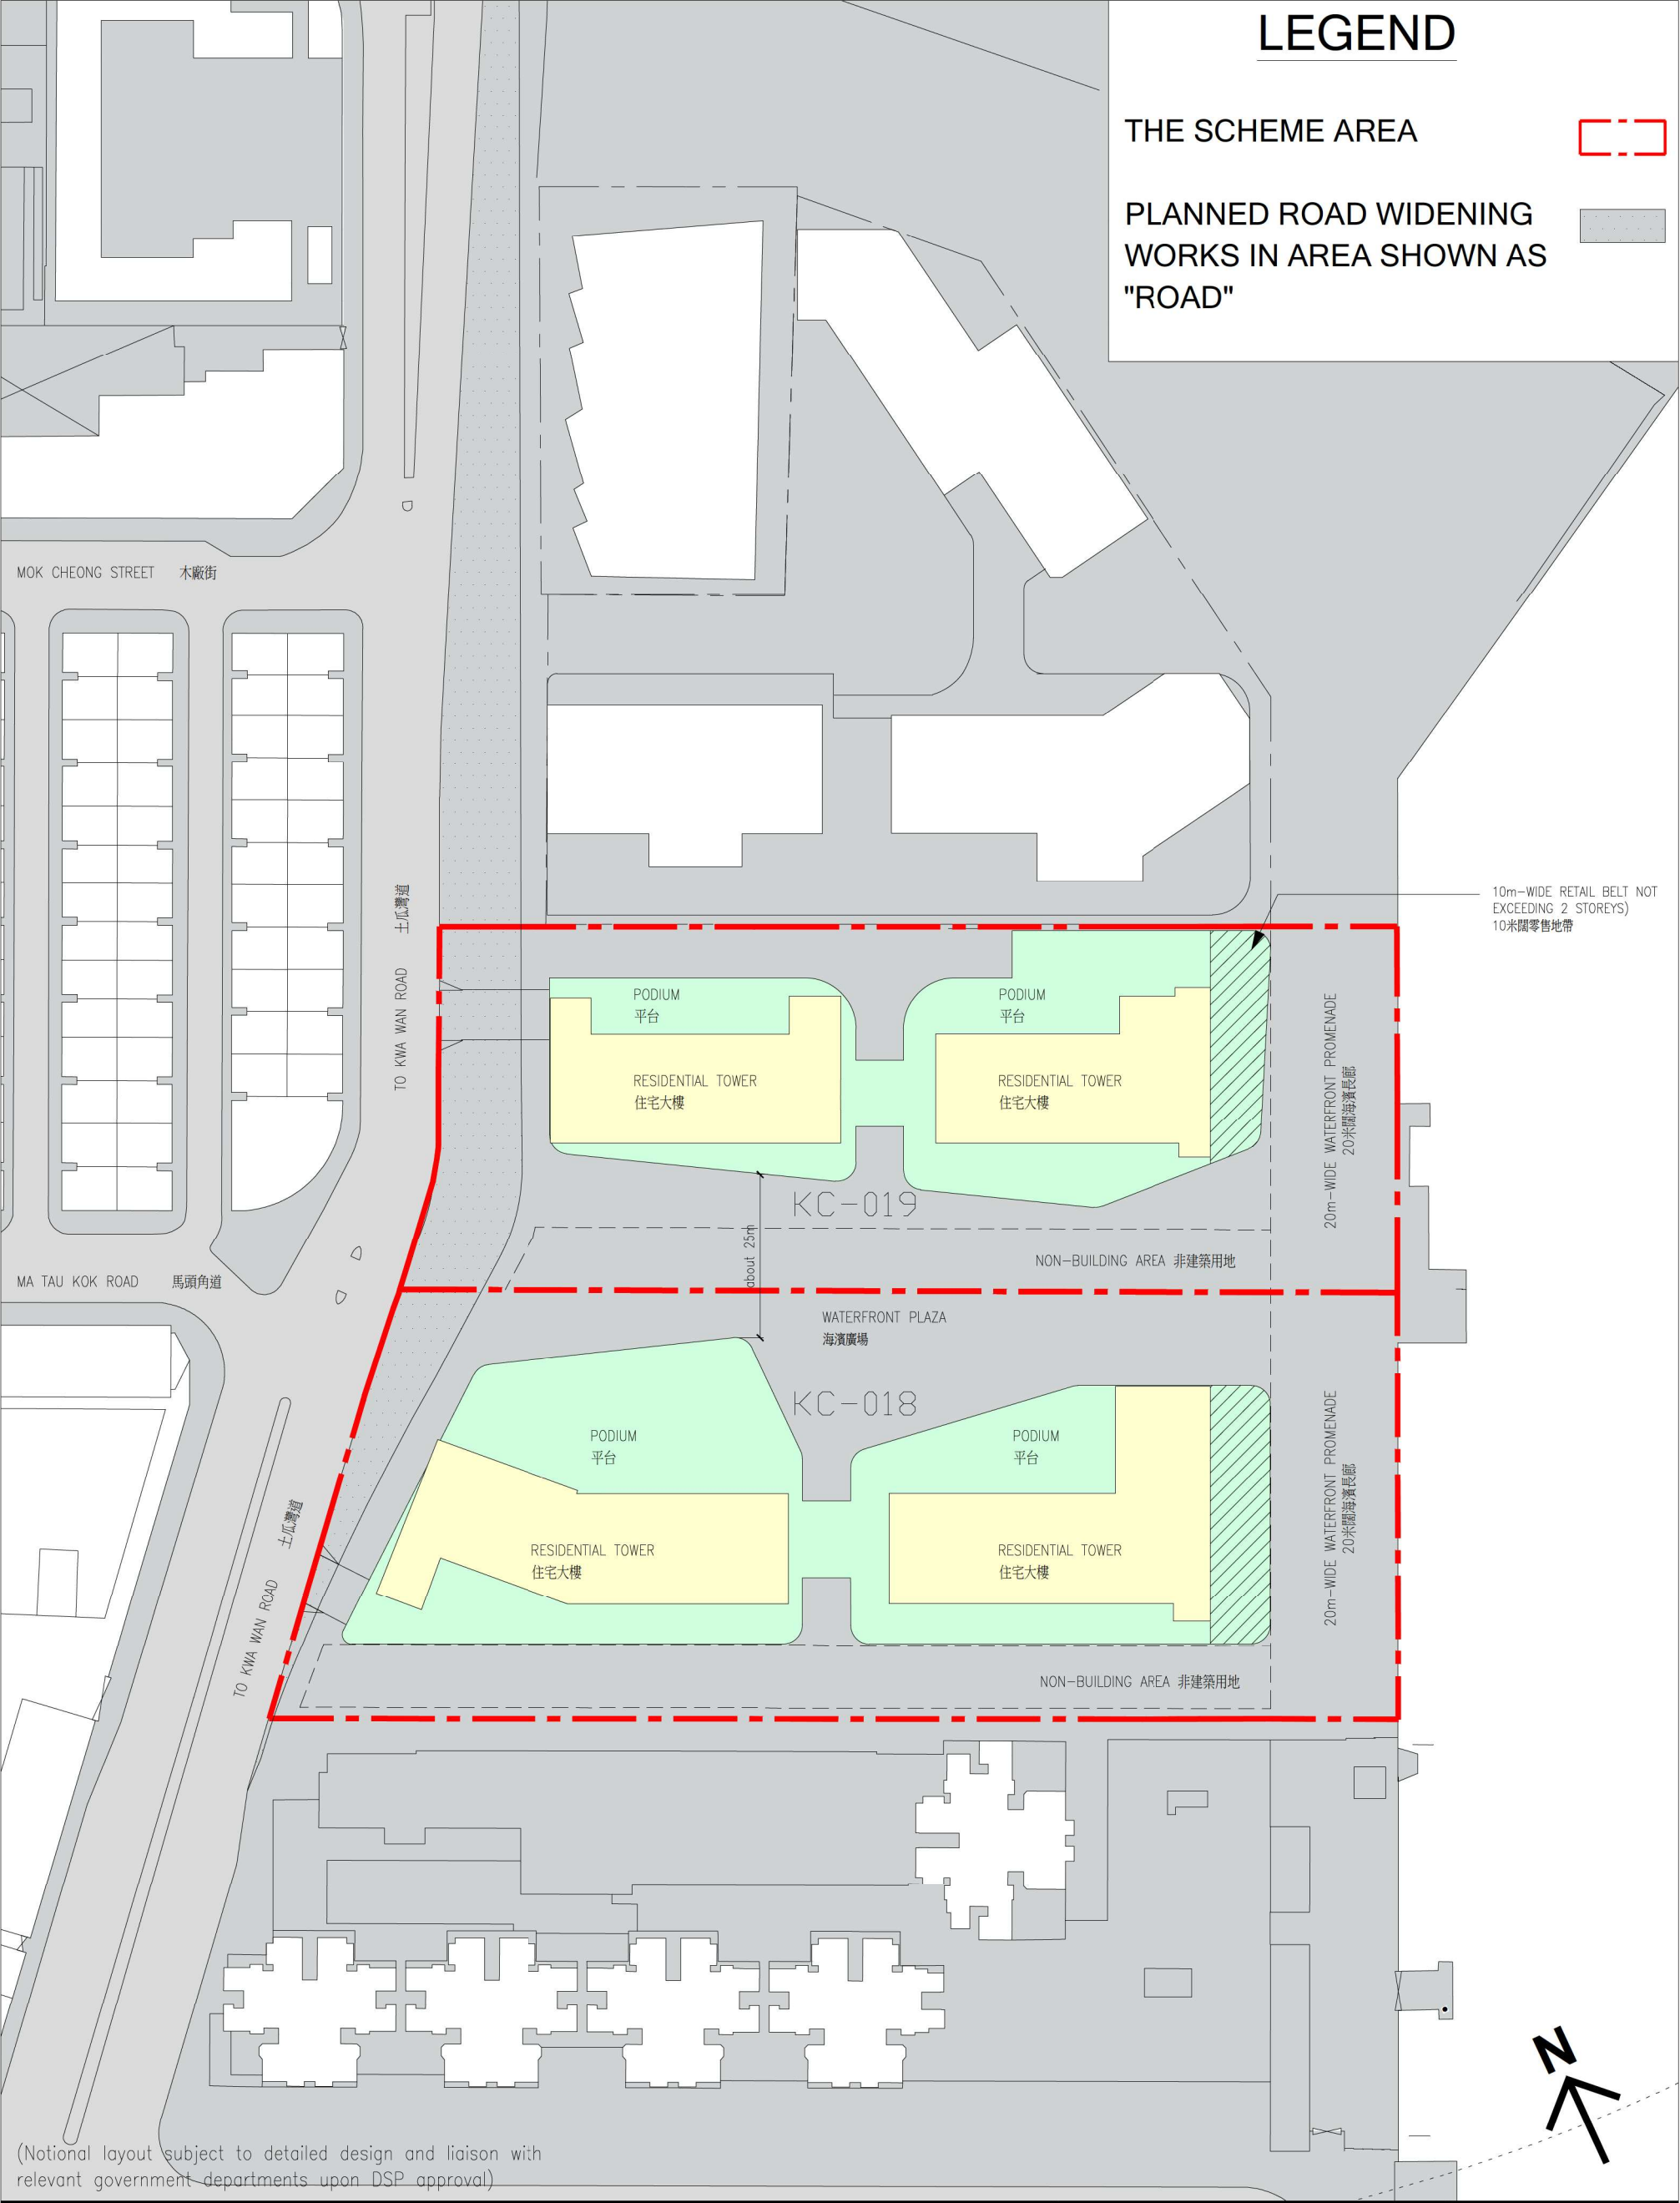 LEGEND
THE SCHEME AREA
PLANNED ROAD WIDENING
WORKS IN AREA SHOWN AS
"ROAD"
MOK CHEONG STREET 木廠街
TO KWA WAN ROAD 土瓜灣道
10m-WIDE RETAIL BELT NOT
EXCEEDING 2 STOREYS)
10米闊零售地帶
PODIUM
平台
PODIUM
平台
RESIDENTIAL TOWER
住宅大樓
RESIDENTIAL TOWER
住宅大樓
20m-WIDE WATERFRONT PROMENADE
20米闊海濱長廊
KC-019
about 25m
NON-BUILDING AREA 非建築用地
MA TAU KOK ROAD 馬頭角道
WATERFRONT PLAZA
海濱廣場
KC-018
PODIUM
平台
PODIUM
平台
20m-WIDE WATERFRONT PROMENADE
20米闊海濱長廊
TO KWA WAN ROAD 土瓜灣道
RESIDENTIAL TOWER
住宅大樓
RESIDENTIAL TOWER
住宅大樓
NON-BUILDING AREA 非建築用地
N
(Notional layout subject to detailed design and liaison with
relevant government departments upon DSP approval)